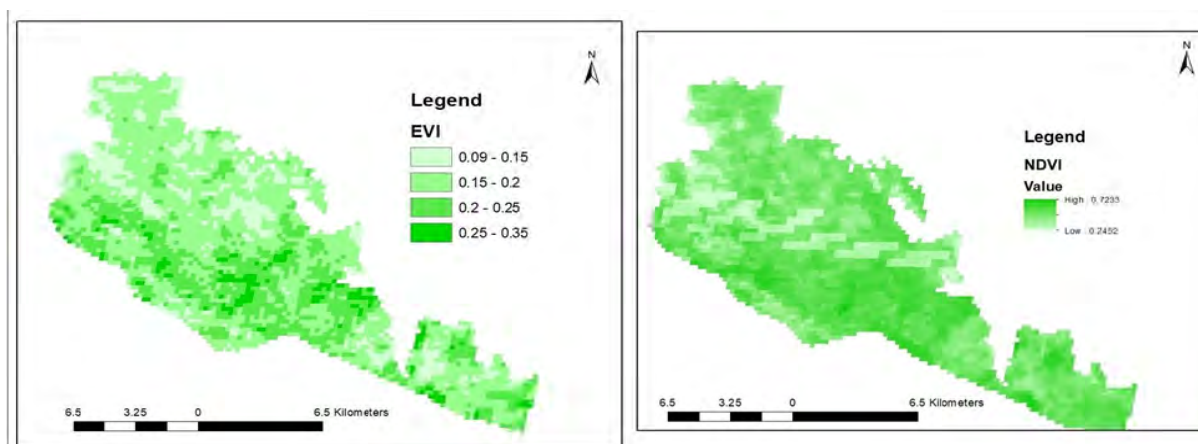 N
Legend
EVI
0.09 - 0.15
0.15 - 0.2
0.2 - 0.25
0.25 - 0.35
6.5 3.25 0 6.5 Kilometers
N
Legend
NDVI
Value
High : 0.7233
Low : 0.2452
6.5 3.25 0 6.5 Kilometers